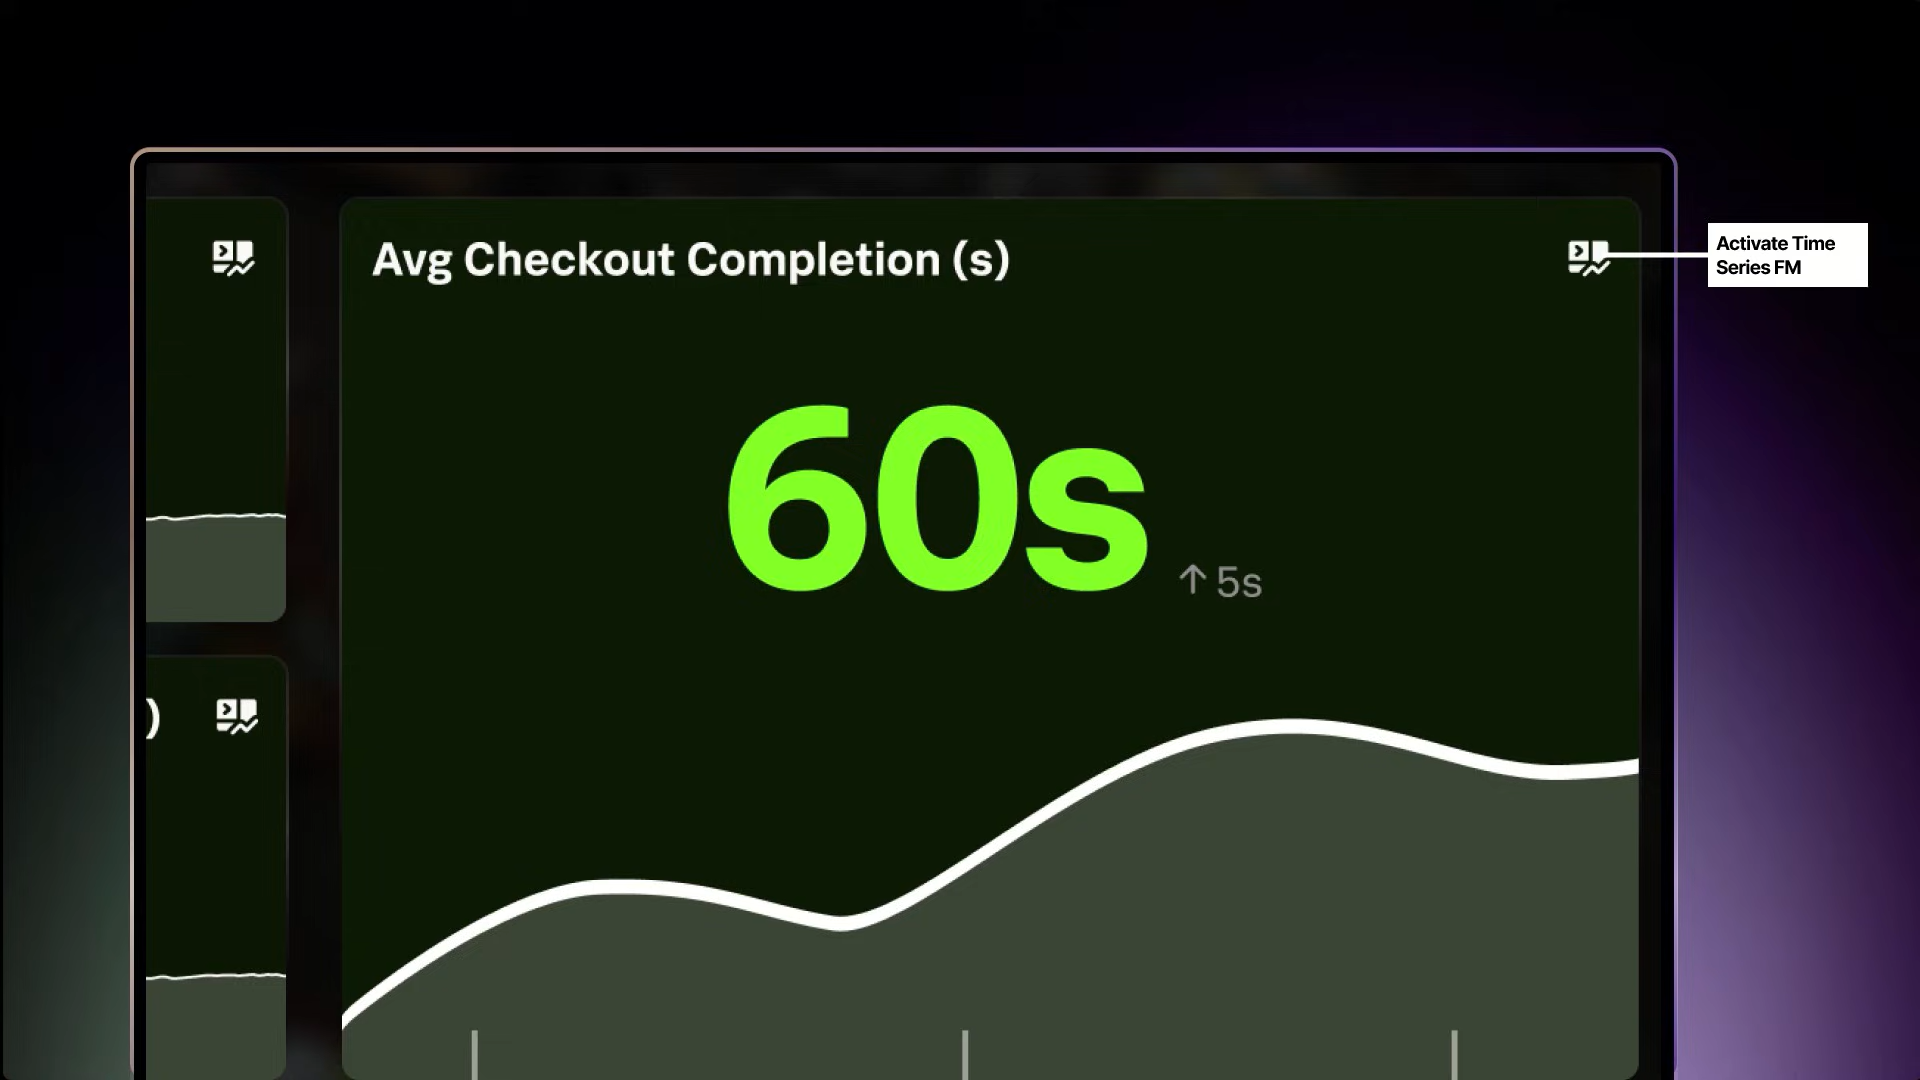 Avg Checkout Completion (s)
Activate Time
Series FM
60s
↑ 5s
)